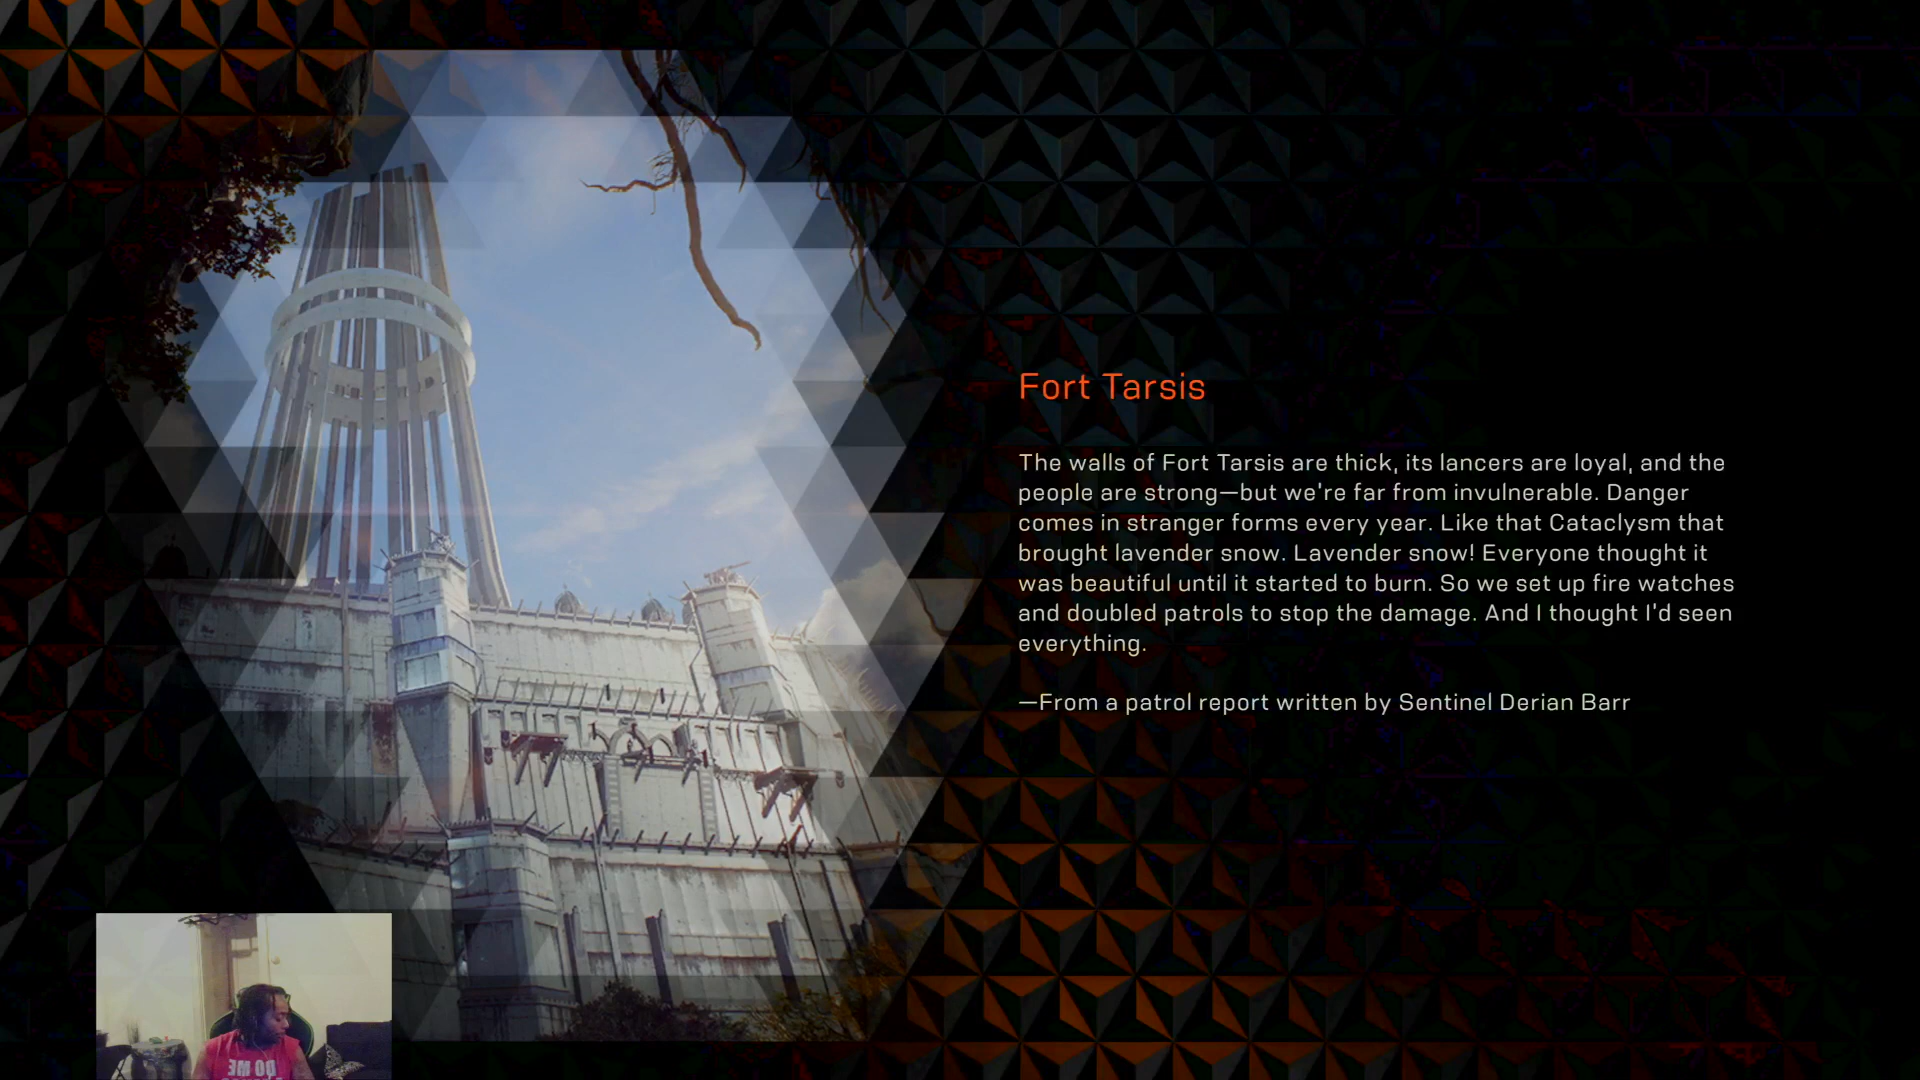 Fort Tarsis
The walls of Fort Tarsis are thick, its lancers are loyal, and the
people are strong—but we're far from invulnerable. Danger
comes in stranger forms every year. Like that Cataclysm that
brought lavender snow. Lavender snow! Everyone thought it
was beautiful until it started to burn. So we set up fire watches
and doubled patrols to stop the damage. And I thought I'd seen
everything.
—From a patrol report written by Sentinel Derian Barr
DO ME